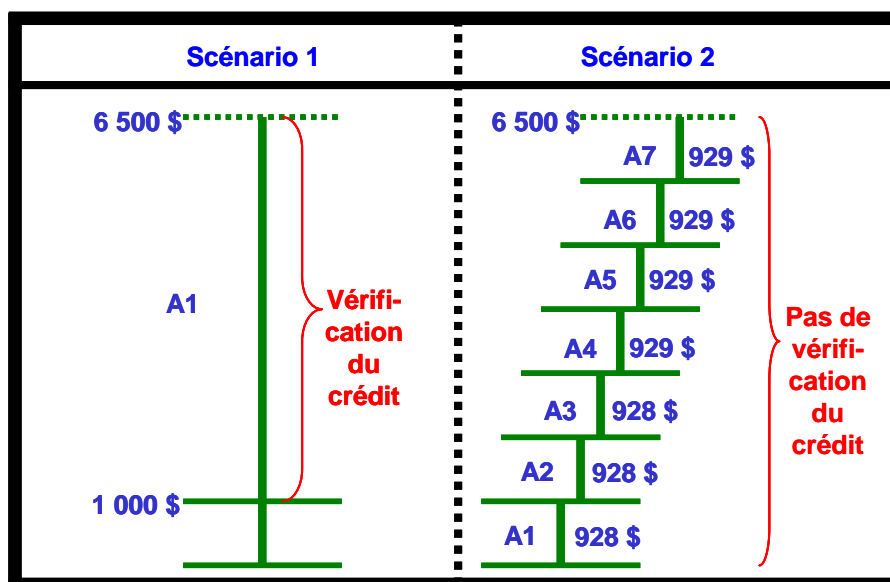 Scénario 1
Scénario 2
6 500 $
A1
Vérifi-
cation
du
crédit
1 000 $
6 500 $
A7 929 $
A6 929 $
A5 929 $
A4 929 $
A3 928 $
A2 928 $
A1 928 $
Pas de
vérifi-
cation
du
crédit